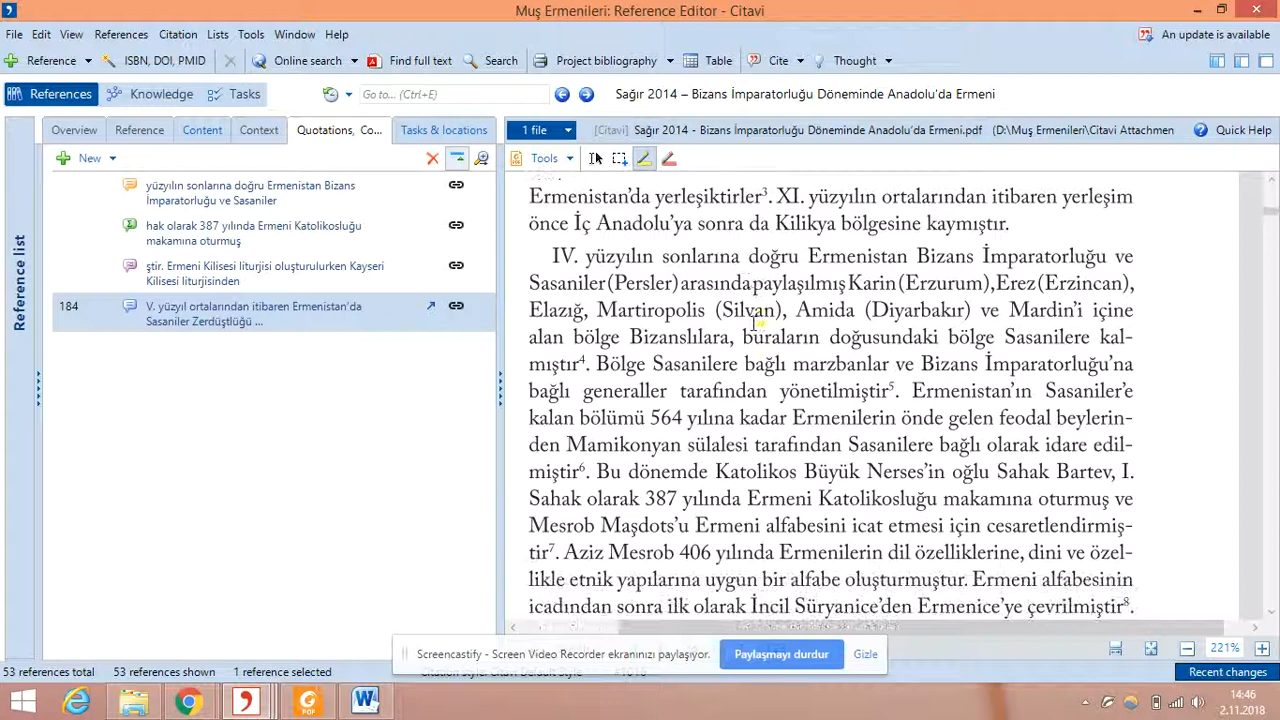 Muş Ermenileri: Reference Editor - Citavi
File Edit View References Citation Lists Tools Window Help
An update is available
Reference ISBN, DOI, PMID Online search Find full text Search Project bibliography Table Cite Thought
References Knowledge Tasks Go to... (Ctrl+E) Sağır 2014 – Bizans İmparatorluğu Döneminde Anadolu'da Ermeni
Overview Reference Content Context Quotations, Co... Tasks & locations
1 file [Citavi] Sağır 2014 - Bizans İmparatorluğu Döneminde Anadolu'da Ermeni.pdf (D:\Muş Ermenileri\Citavi Attachmen Quick Help
New
Tools
Reference list
yüzyılın sonlarına doğru Ermenistan Bizans
İmparatorluğu ve Sasaniler
hak olarak 387 yılında Ermeni Katolikosluğu
makamına oturmuş
ştir. Ermeni Kilisesi liturjisi oluşturulurken Kayseri
Kilisesi liturjisinden
184 V. yüzyıl ortalarından itibaren Ermenistan'da
Sasaniler Zerdüştlüğü ...
Ermenistan'da yerleşiktirler³. XI. yüzyılın ortalarından itibaren yerleşim
önce İç Anadolu'ya sonra da Kilikya bölgesine kaymıştır.
IV. yüzyılın sonlarına doğru Ermenistan Bizans İmparatorluğu ve
Sasaniler (Persler) arasında paylaşılmış Karin (Erzurum), Erez (Erzincan),
Elazığ, Martiropolis (Silvan), Amida (Diyarbakır) ve Mardin'i içine
alan bölge Bizanslılara, buraların doğusundaki bölge Sasanilere kal-
mıştır⁴. Bölge Sasanilere bağlı marzbanlar ve Bizans İmparatorluğu'na
bağlı generaller tarafından yönetilmiştir⁵. Ermenistan'ın Sasaniler'e
kalan bölümü 564 yılına kadar Ermenilerin önde gelen feodal beylerin-
den Mamikonyan sülalesi tarafından Sasanilere bağlı olarak idare edil-
miştir⁶. Bu dönemde Katolikos Büyük Nerses'in oğlu Sahak Bartev, I.
Sahak olarak 387 yılında Ermeni Katolikosluğu makamına oturmuş ve
Mesrob Maşdots'u Ermeni alfabesini icat etmesi için cesaretlendirmiş-
tir⁷. Aziz Mesrob 406 yılında Ermenilerin dil özelliklerine, dini ve özel-
likle etnik yapılarına uygun bir alfabe oluşturmuştur. Ermeni alfabesinin
icadından sonra ilk olarak İncil Süryanice'den Ermenice'ye çevrilmiştir⁸.
221%
Screencastify - Screen Video Recorder ekranınızı paylaşıyor. Paylaşmayı durdur Gizle
53 references total 53 references shown 1 reference selected Citation style: Citavi Default Style Recent changes
14:46
2.11.2018